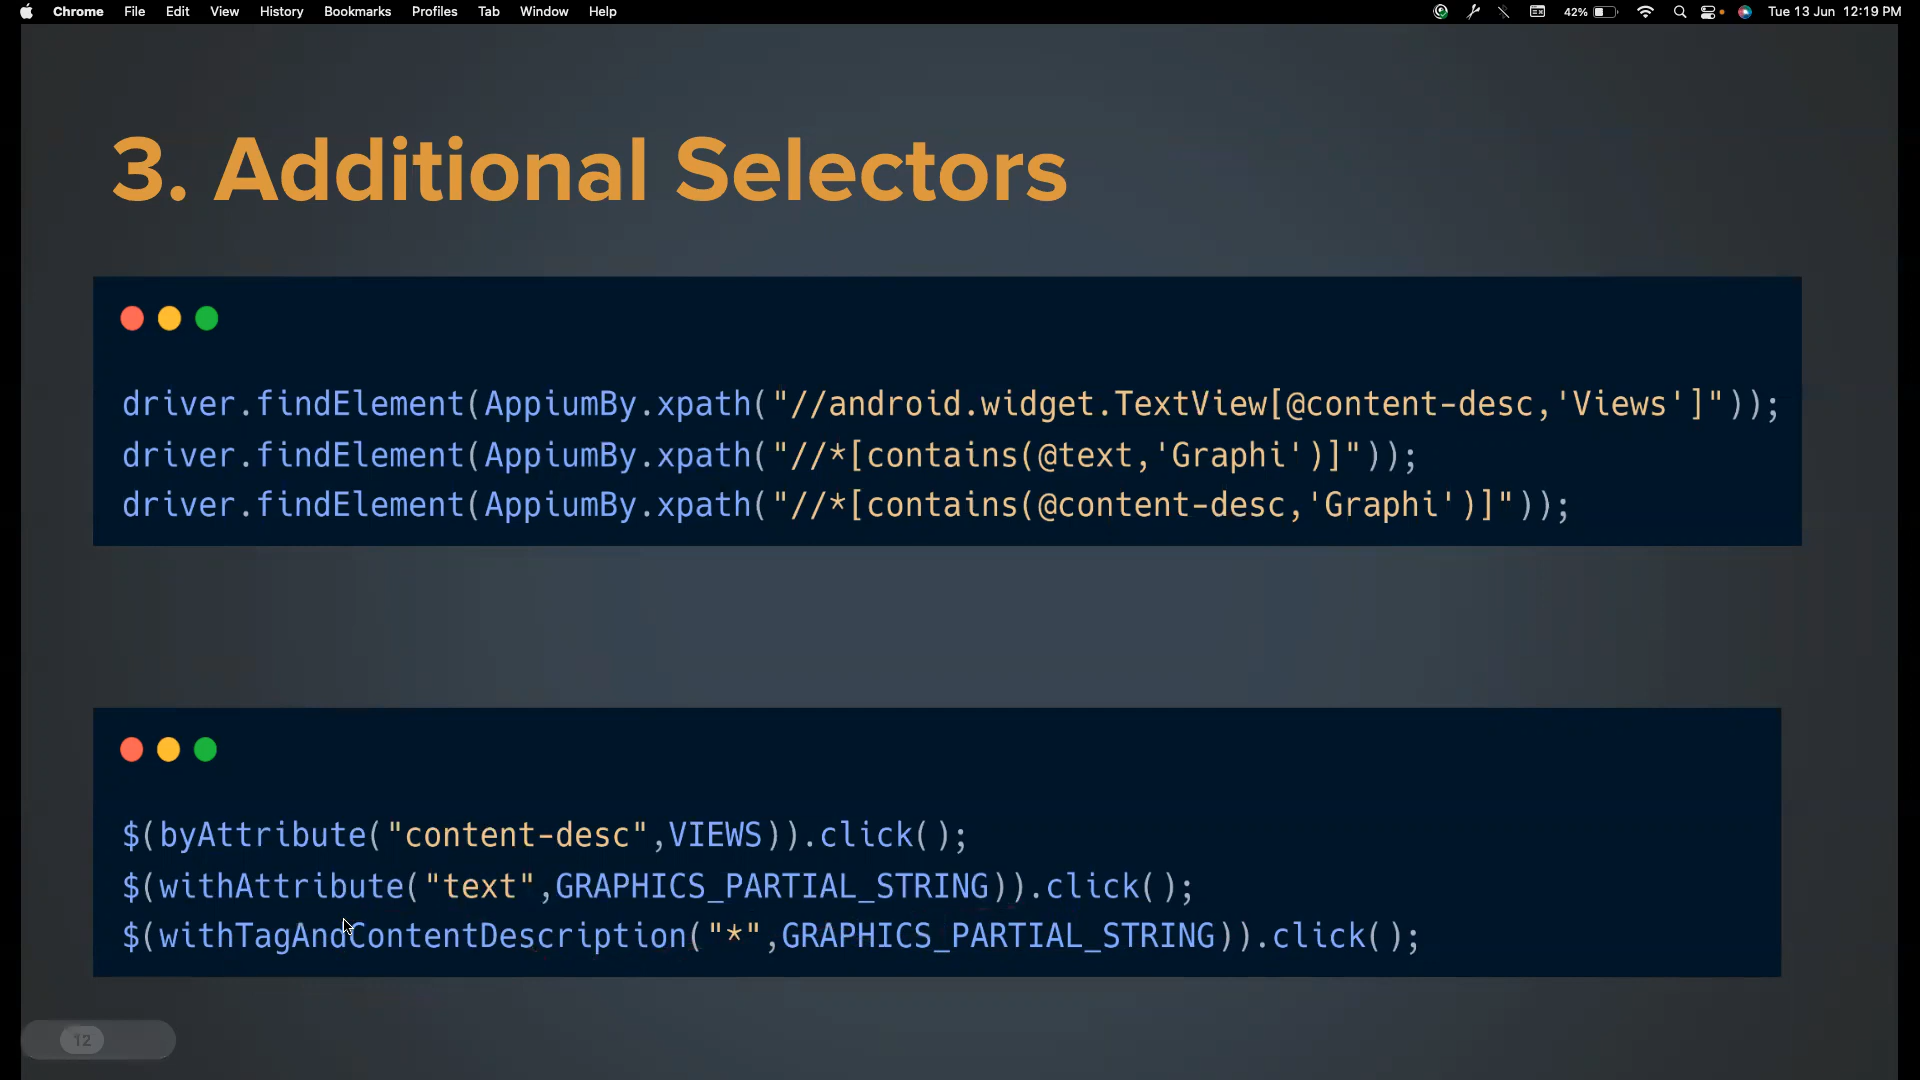 Chrome File Edit View History Bookmarks Profiles Tab Window Help 42% Tue 13 Jun 12:19 PM
3. Additional Selectors
driver.findElement(AppiumBy.xpath("//android.widget.TextView[@content-desc,'Views']"));
driver.findElement(AppiumBy.xpath("//*[contains(@text,'Graphi')]"));
driver.findElement(AppiumBy.xpath("//*[contains(@content-desc,'Graphi')]"));
$(byAttribute("content-desc",VIEWS)).click();
$(withAttribute("text",GRAPHICS_PARTIAL_STRING)).click();
$(withTagAndContentDescription("*",GRAPHICS_PARTIAL_STRING)).click();
12